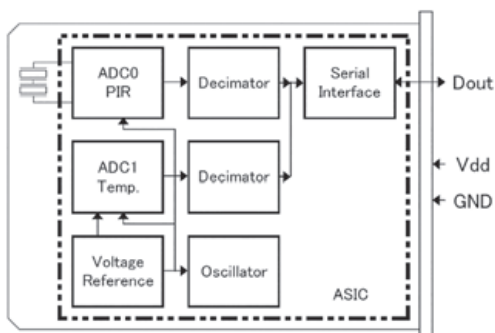 ADC0
PIR
Decimator
Serial
Interface
Dout
ADC1
Temp.
Decimator
Vdd
GND
Voltage
Reference
Oscillator
ASIC